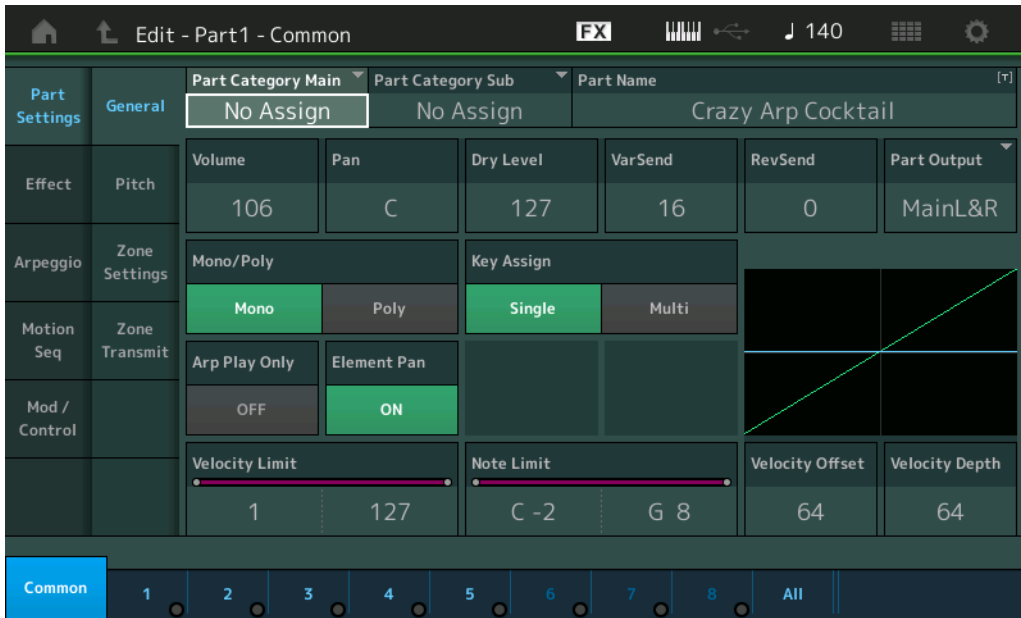 Edit - Part1 - Common
FX
♩ 140
Part Settings
Effect
Arpeggio
Motion Seq
Mod / Control
General
Pitch
Zone Settings
Zone Transmit
Part Category Main
No Assign
Part Category Sub
No Assign
Part Name
[T]
Crazy Arp Cocktail
Volume
106
Pan
C
Dry Level
127
VarSend
16
RevSend
0
Part Output
MainL&R
Mono/Poly
Mono
Poly
Key Assign
Single
Multi
Arp Play Only
OFF
Element Pan
ON
Velocity Limit
1
127
Note Limit
C -2
G 8
Velocity Offset
64
Velocity Depth
64
Common
1
2
3
4
5
6
7
8
All